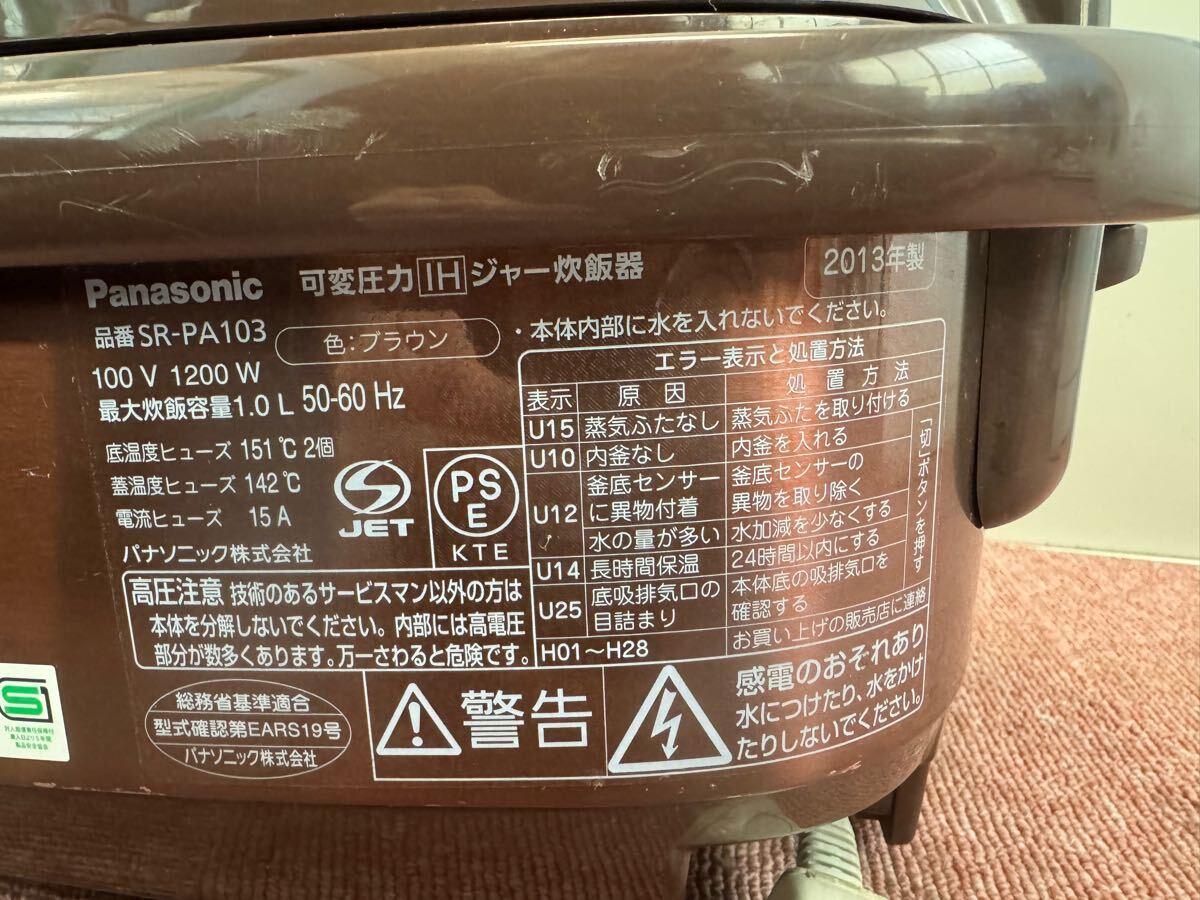 Panasonic 可変圧力IHジャー炊飯器
2013年製
品番 SR-PA103 色:ブラウン
100 V 1200 W
最大炊飯容量1.0 L 50-60 Hz
底温度ヒューズ 151℃ 2個
蓋温度ヒューズ 142℃
電流ヒューズ 15A
パナソニック株式会社
JET
PS
E
KTE
・本体内部に水を入れないでください。
エラー表示と処置方法
表示 原因 処置方法
U15 蒸気ふたなし 蒸気ふたを取り付ける
U10 内釜なし 内釜を入れる
U12 釜底センサーに異物付着 釜底センサーの異物を取り除く
水の量が多い 水加減を少なくする
U14 長時間保温 24時間以内にする
U25 底吸排気口の目詰まり 本体底の吸排気口を確認する
「切」ボタンを押す
H01～H28 お買い上げの販売店に連絡
高圧注意 技術のあるサービスマン以外の方は
本体を分解しないでください。内部には高電圧
部分が数多くあります。万一さわると危険です。
総務省基準適合
型式確認第EARS19号
パナソニック株式会社
警告
感電のおそれあり
水につけたり、水をかけ
たりしないでください。